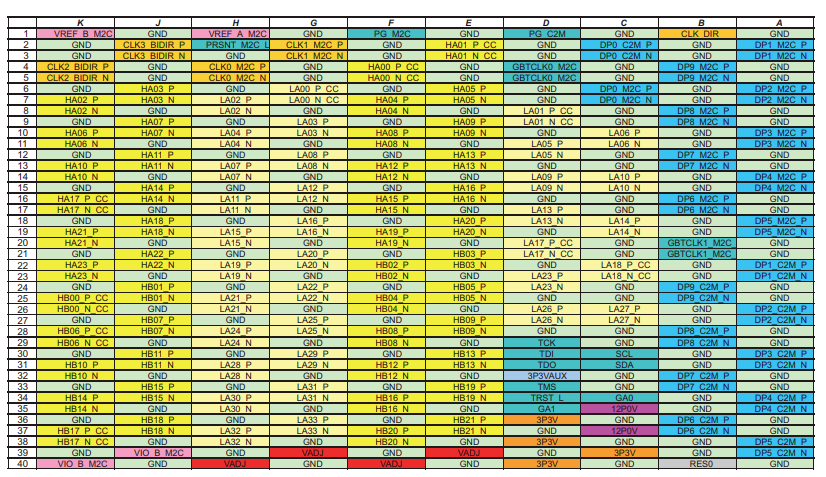 K J H G F E D C B A
1 VREF_B_M2C GND VREF_A_M2C GND PG_M2C GND PG_C2M GND CLK_DIR GND
2 GND CLK3_BIDIR_P PRSNT_M2C_L CLK1_M2C_P GND HA01_P_CC GND DP0_C2M_P GND DP1_M2C_P
3 GND CLK3_BIDIR_N GND CLK1_M2C_N GND HA01_N_CC GND DP0_C2M_N GND DP1_M2C_N
4 CLK2_BIDIR_P GND CLK0_M2C_P GND HA00_P_CC GND GBTCLK0_M2C GND DP9_M2C_P GND
5 CLK2_BIDIR_N GND CLK0_M2C_N GND HA00_N_CC GND GBTCLK0_M2C GND DP9_M2C_N GND
6 GND HA03_P GND LA00_P_CC GND HA05_P GND DP0_M2C_P GND DP2_M2C_P
7 HA02_P HA03_N LA02_P LA00_N_CC HA04_P HA05_N GND DP0_M2C_N GND DP2_M2C_N
8 HA02_N GND LA02_N GND HA04_N GND LA01_P_CC GND DP8_M2C_P GND
9 GND HA07_P GND LA03_P GND HA09_P LA01_N_CC GND DP8_M2C_N GND
10 HA06_P HA07_N LA04_P LA03_N HA08_P HA09_N GND LA06_P GND DP3_M2C_P
11 HA06_N GND LA04_N GND HA08_N GND LA05_P LA06_N GND DP3_M2C_N
12 GND HA11_P GND LA08_P GND HA13_P LA05_N GND DP7_M2C_P GND
13 HA10_P HA11_N LA07_P LA08_N HA12_P HA13_N GND GND DP7_M2C_N GND
14 HA10_N GND LA07_N GND HA12_N GND LA09_P LA10_P GND DP4_M2C_P
15 GND HA14_P GND LA12_P GND HA16_P LA09_N LA10_N GND DP4_M2C_N
16 HA17_P_CC HA14_N LA11_P LA12_N HA15_P HA16_N GND GND DP6_M2C_P GND
17 HA17_N_CC GND LA11_N GND HA15_N GND LA13_P GND DP6_M2C_N GND
18 GND HA18_P GND LA16_P GND HA20_P LA13_N LA14_P GND DP5_M2C_P
19 HA21_P HA18_N LA15_P LA16_N HA19_P HA20_N GND LA14_N GND DP5_M2C_N
20 HA21_N GND LA15_N GND HA19_N GND LA17_P_CC GND GBTCLK1_M2C GND
21 GND HA22_P GND LA20_P GND HB03_P LA17_N_CC GND GBTCLK1_M2C GND
22 HA23_P HA22_N LA19_P LA20_N HB02_P HB03_N GND LA18_P_CC GND DP1_C2M_P
23 HA23_N GND LA19_N GND HB02_N GND LA23_P LA18_N_CC GND DP1_C2M_N
24 GND HB01_P GND LA22_P GND HB05_P LA23_N GND DP9_C2M_P GND
25 HB00_P_CC HB01_N LA21_P LA22_N HB04_P HB05_N GND GND DP9_C2M_N GND
26 HB00_N_CC GND LA21_N GND HB04_N GND LA26_P LA27_P GND DP2_C2M_P
27 GND HB07_P GND LA25_P GND HB09_P LA26_N LA27_N GND DP2_C2M_N
28 HB06_P_CC HB07_N LA24_P LA25_N HB08_P HB09_N GND GND DP8_C2M_P GND
29 HB06_N_CC GND LA24_N GND HB08_N GND TCK GND DP8_C2M_N GND
30 GND HB11_P GND LA29_P GND HB13_P TDI SCL GND DP3_C2M_P
31 HB10_P HB11_N LA28_P LA29_N HB12_P HB13_N TDO SDA GND DP3_C2M_N
32 HB10_N GND LA28_N GND HB12_N GND 3P3VAUX GND DP7_C2M_P GND
33 GND HB15_P GND LA31_P GND HB19_P TMS GND DP7_C2M_N GND
34 HB14_P HB15_N LA30_P LA31_N HB16_P HB19_N TRST_L GA0 GND DP4_C2M_P
35 HB14_N GND LA30_N GND HB16_N GND GA1 12P0V GND DP4_C2M_N
36 GND HB18_P GND LA33_P GND HB21_P 3P3V GND DP6_C2M_P GND
37 HB17_P_CC HB18_N LA32_P LA33_N HB20_P HB21_N GND 12P0V DP6_C2M_N GND
38 HB17_N_CC GND LA32_N GND HB20_N GND 3P3V GND GND DP5_C2M_P
39 GND VIO_B_M2C GND VADJ GND VADJ GND 3P3V GND DP5_C2M_N
40 VIO_B_M2C GND VADJ GND VADJ GND 3P3V GND RES0 GND